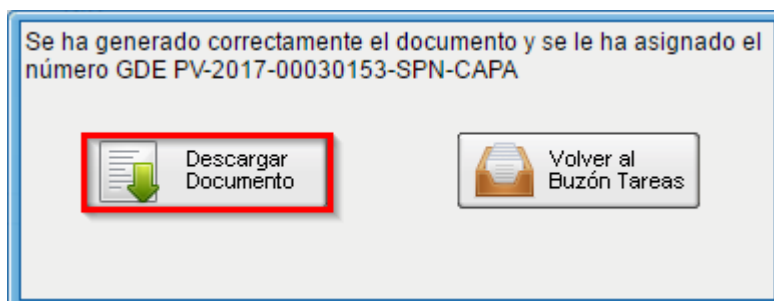 Se ha generado correctamente el documento y se le ha asignado el
número GDE PV-2017-00030153-SPN-CAPA
Descargar
Documento
Volver al
Buzón Tareas